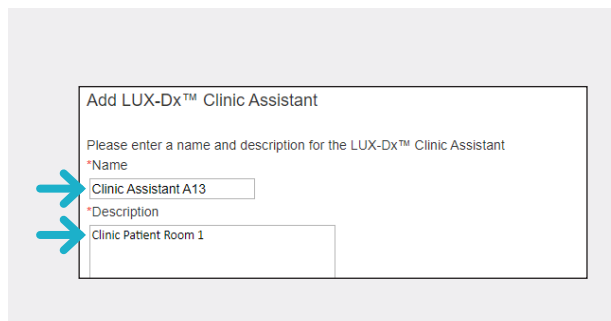 Add LUX-Dx™ Clinic Assistant
Please enter a name and description for the LUX-Dx™ Clinic Assistant
*Name
Clinic Assistant A13
*Description
Clinic Patient Room 1